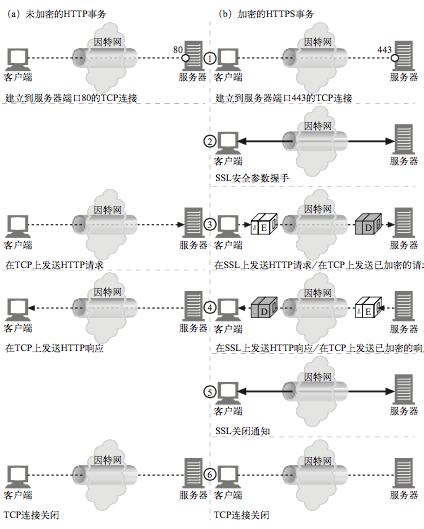 （a）未加密的HTTP事务
（b）加密的HTTPS事务
因特网
80
客户端
服务器
建立到服务器端口80的TCP连接
1
因特网
443
客户端
服务器
建立到服务器端口443的TCP连接
2
因特网
客户端
服务器
SSL安全参数握手
因特网
客户端
服务器
在TCP上发送HTTP请求
3
因特网
E
D
客户端
服务器
在SSL上发送HTTP请求/在TCP上发送已加密的请
因特网
客户端
服务器
在TCP上发送HTTP响应
4
因特网
D
E
客户端
服务器
在SSL上发送HTTP响应/在TCP上发送已加密的响
5
因特网
客户端
服务器
SSL关闭通知
因特网
客户端
服务器
TCP连接关闭
6
因特网
客户端
服务器
TCP连接关闭